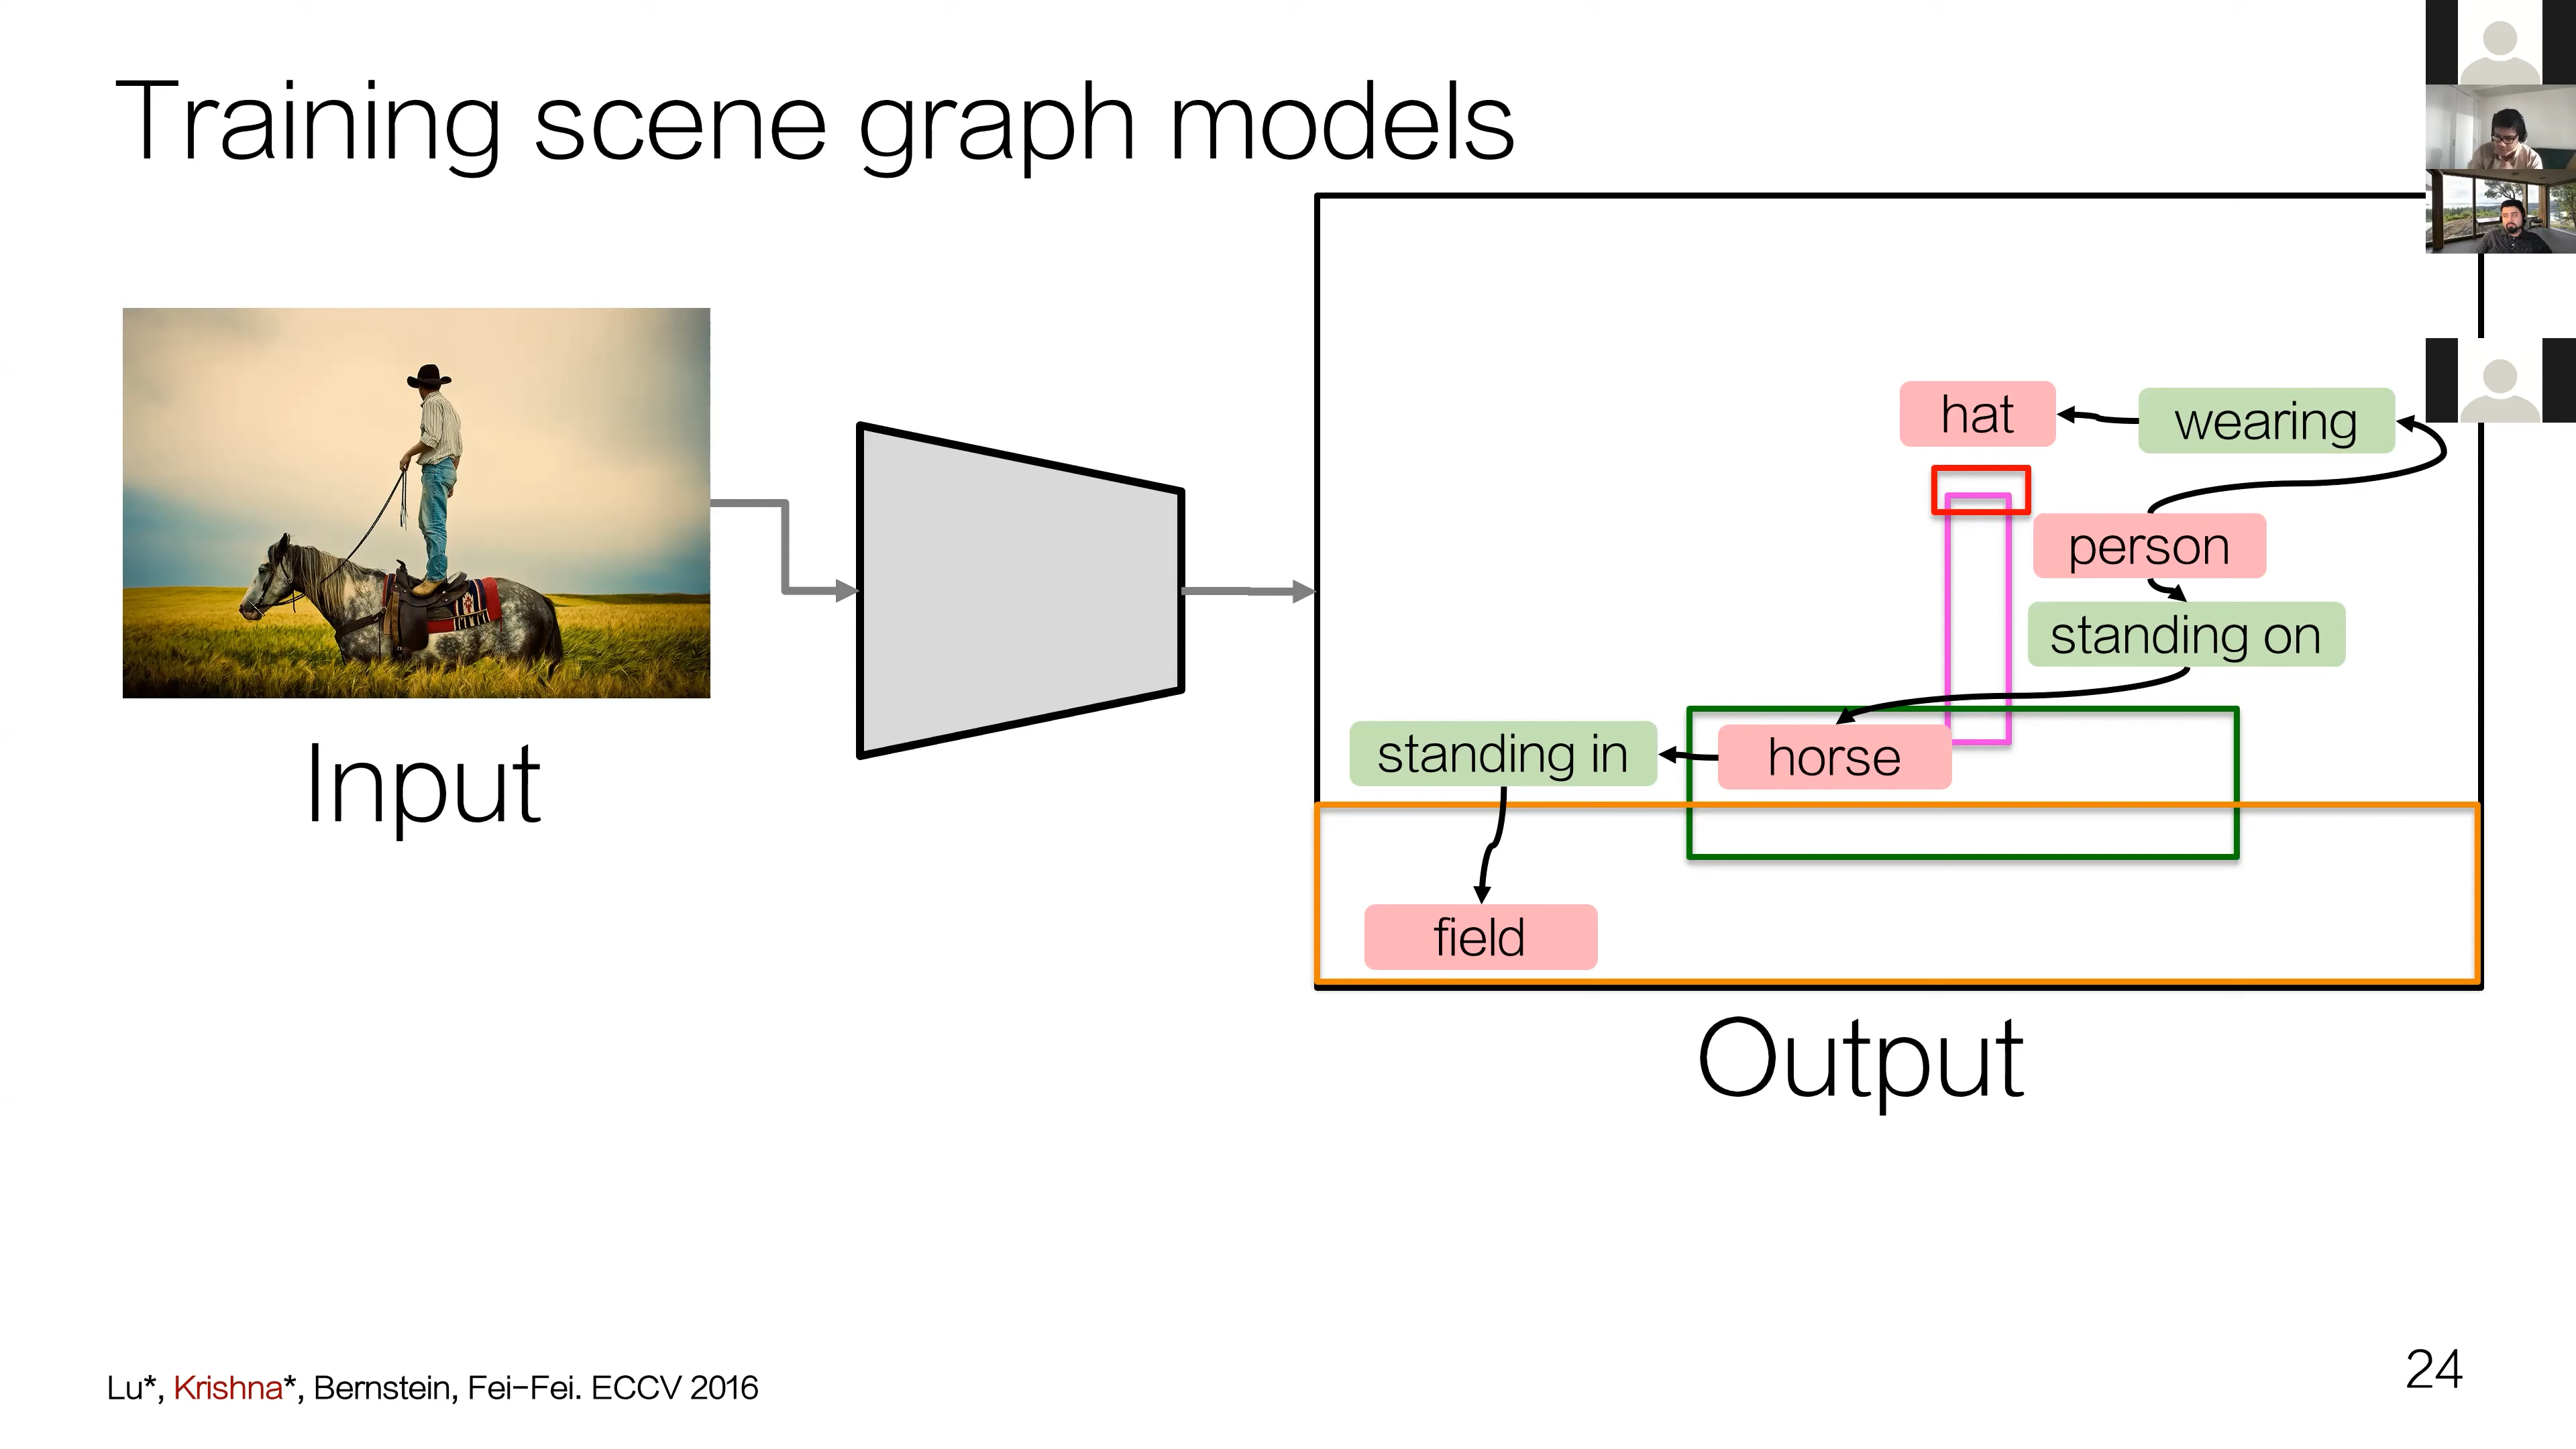 Training scene graph models
hat
wearing
person
standing on
standing in
horse
field
Input
Output
Lu*, Krishna*, Bernstein, Fei-Fei. ECCV 2016
24